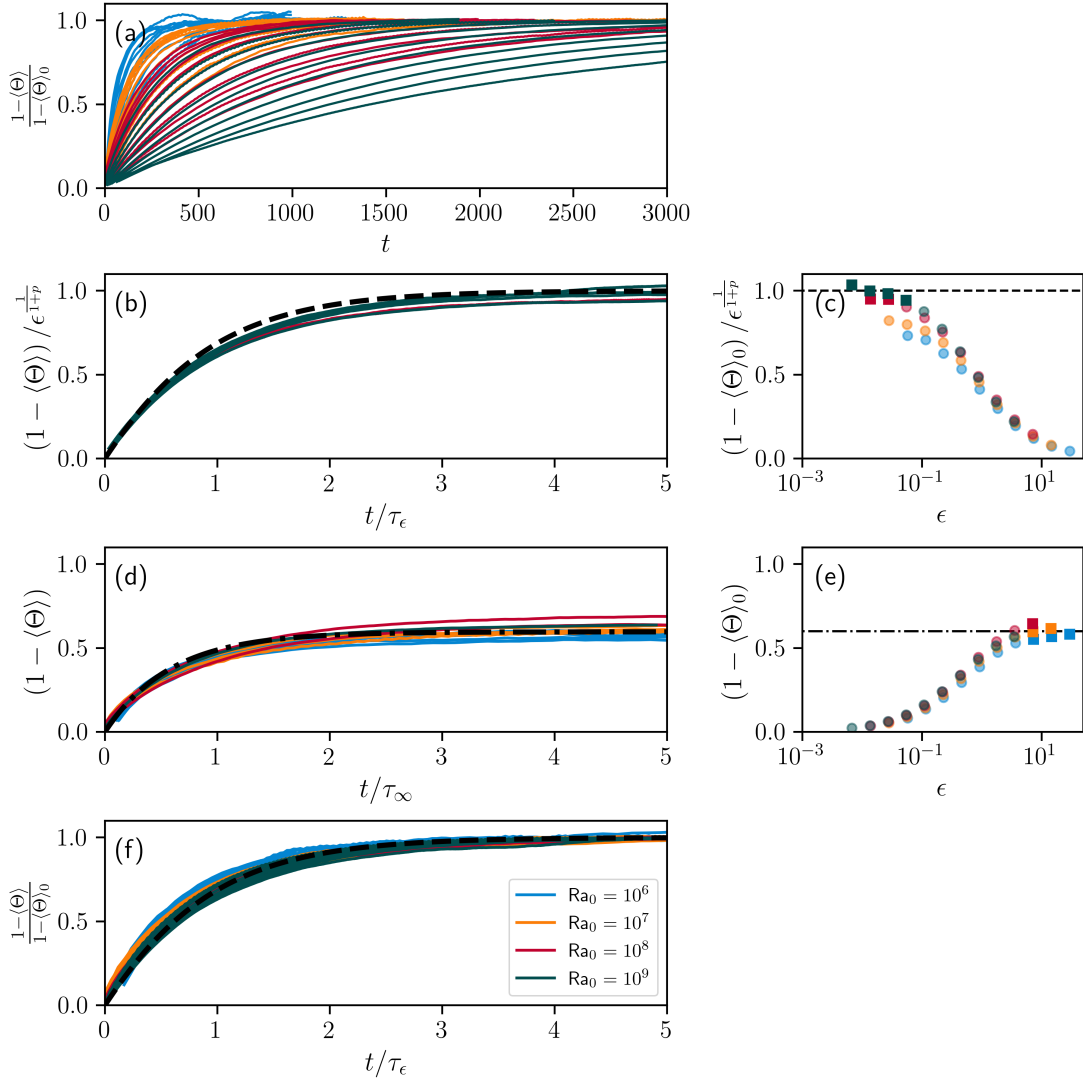 (a)
1−⟨Θ⟩ / 1−⟨Θ⟩₀
1.0
0.5
0.0
0 500 1000 1500 2000 2500 3000
t
(b)
(1 − ⟨Θ⟩) / ϵ^{1/(1+p)}
1.0
0.5
0.0
0 1 2 3 4 5
t/τ_ϵ
(c)
(1 − ⟨Θ⟩₀) / ϵ^{1/(1+p)}
1.0
0.5
0.0
10⁻³ 10⁻¹ 10¹
ϵ
(d)
(1 − ⟨Θ⟩)
1.0
0.5
0.0
0 1 2 3 4 5
t/τ_∞
(e)
(1 − ⟨Θ⟩₀)
1.0
0.5
0.0
10⁻³ 10⁻¹ 10¹
ϵ
(f)
1−⟨Θ⟩ / 1−⟨Θ⟩₀
1.0
0.5
0.0
0 1 2 3 4 5
t/τ_ϵ
Ra₀ = 10⁶
Ra₀ = 10⁷
Ra₀ = 10⁸
Ra₀ = 10⁹